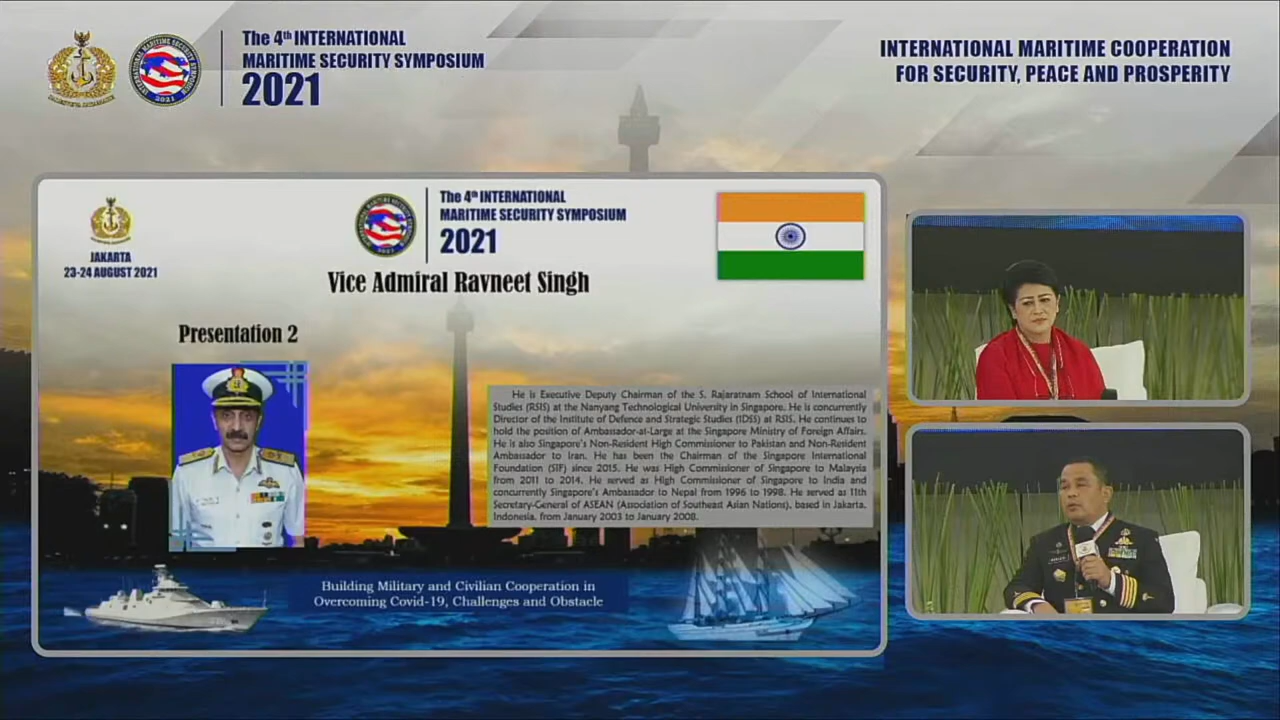 The 4th INTERNATIONAL
MARITIME SECURITY SYMPOSIUM
2021
INTERNATIONAL MARITIME COOPERATION
FOR SECURITY, PEACE AND PROSPERITY
JAKARTA
23-24 AUGUST 2021
The 4th INTERNATIONAL
MARITIME SECURITY SYMPOSIUM
2021
Vice Admiral Ravneet Singh
Presentation 2
He is Executive Deputy Chairman of the S. Rajaratnam School of International
Studies (RSIS) at the Nanyang Technological University in Singapore. He is concurrently
Director of the Institute of Defence and Strategic Studies (IDSS) at RSIS. He continues to
hold the position of Ambassador-at-Large at the Singapore Ministry of Foreign Affairs.
He is also Singapore's Non-Resident High Commissioner to Pakistan and Non-Resident
Ambassador to Iran. He has been the Chairman of the Singapore International
Foundation (SIF) since 2015. He was High Commissioner of Singapore to Malaysia
from 2011 to 2014. He served as High Commissioner of Singapore to India and
concurrently Singapore's Ambassador to Nepal from 1996 to 1998. He served as 11th
Secretary-General of ASEAN (Association of Southeast Asian Nations), based in Jakarta,
Indonesia, from January 2003 to January 2008.
Building Military and Civilian Cooperation in
Overcoming Covid-19, Challenges and Obstacle